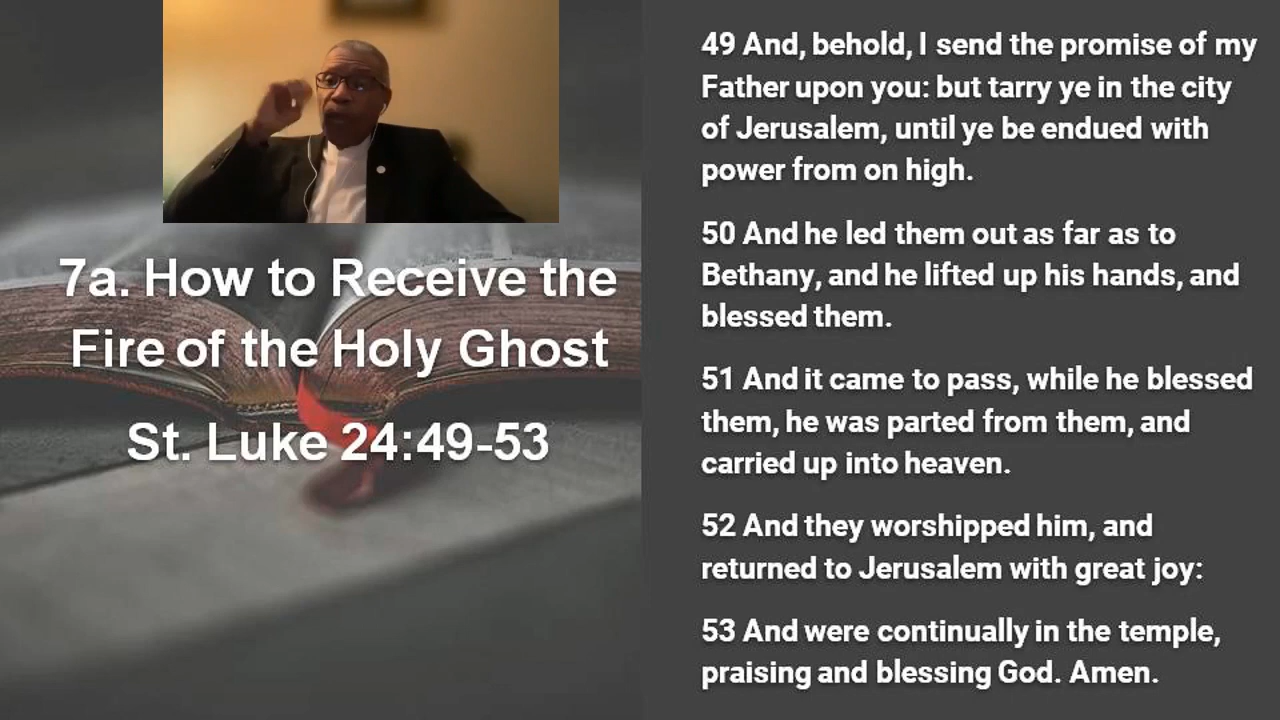 7a. How to Receive the
Fire of the Holy Ghost
St. Luke 24:49-53
49 And, behold, I send the promise of my
Father upon you: but tarry ye in the city
of Jerusalem, until ye be endued with
power from on high.
50 And he led them out as far as to
Bethany, and he lifted up his hands, and
blessed them.
51 And it came to pass, while he blessed
them, he was parted from them, and
carried up into heaven.
52 And they worshipped him, and
returned to Jerusalem with great joy:
53 And were continually in the temple,
praising and blessing God. Amen.